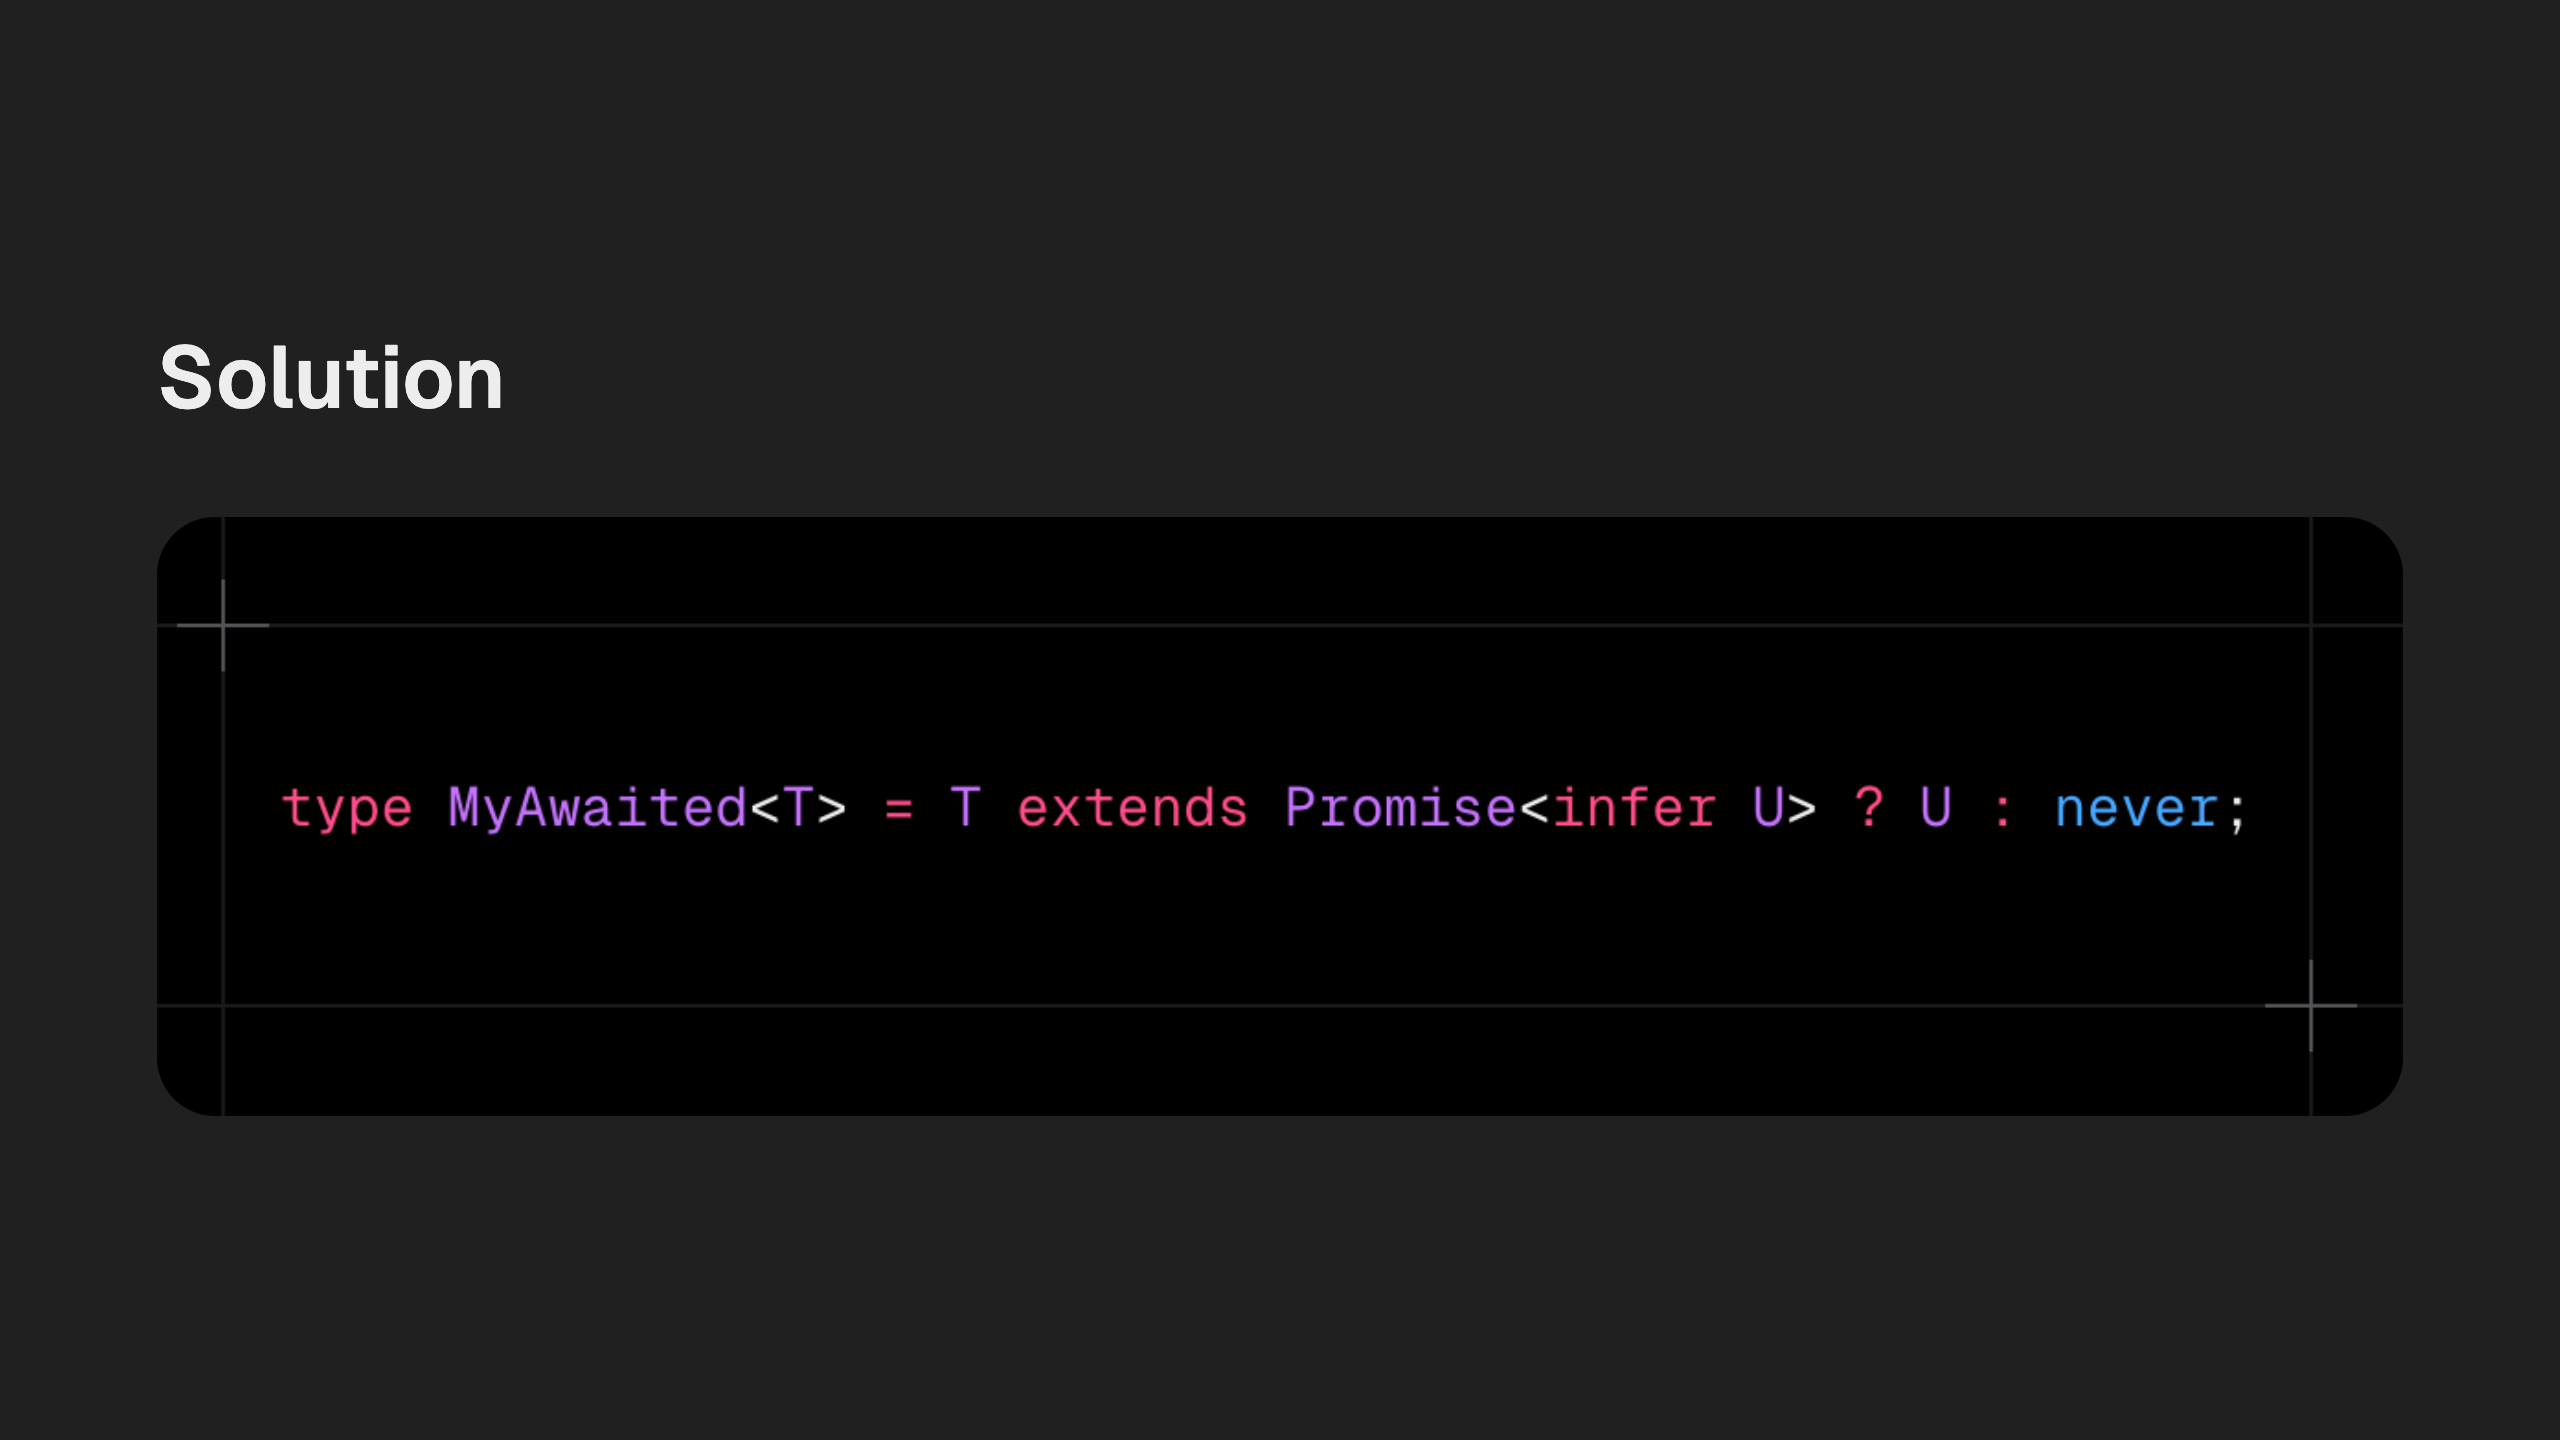 Solution
type MyAwaited<T> = T extends Promise<infer U> ? U : never;